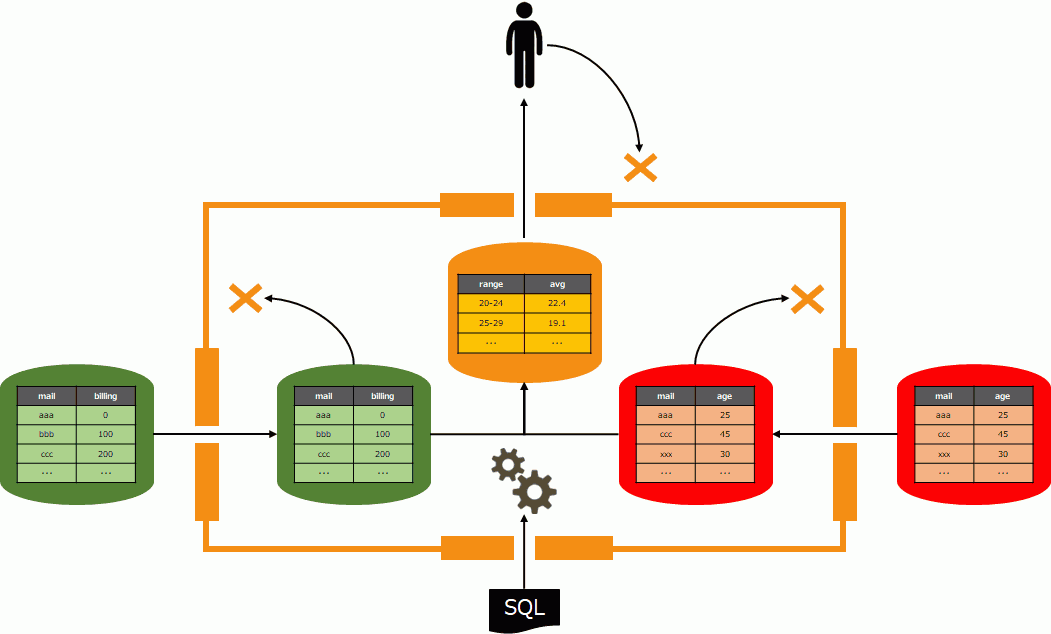 range avg
20-24 22.4
25-29 19.1
... ...
mail billing
aaa 0
bbb 100
ccc 200
... ...
mail billing
aaa 0
bbb 100
ccc 200
... ...
mail age
aaa 25
ccc 45
xxx 30
... ...
mail age
aaa 25
ccc 45
xxx 30
... ...
SQL